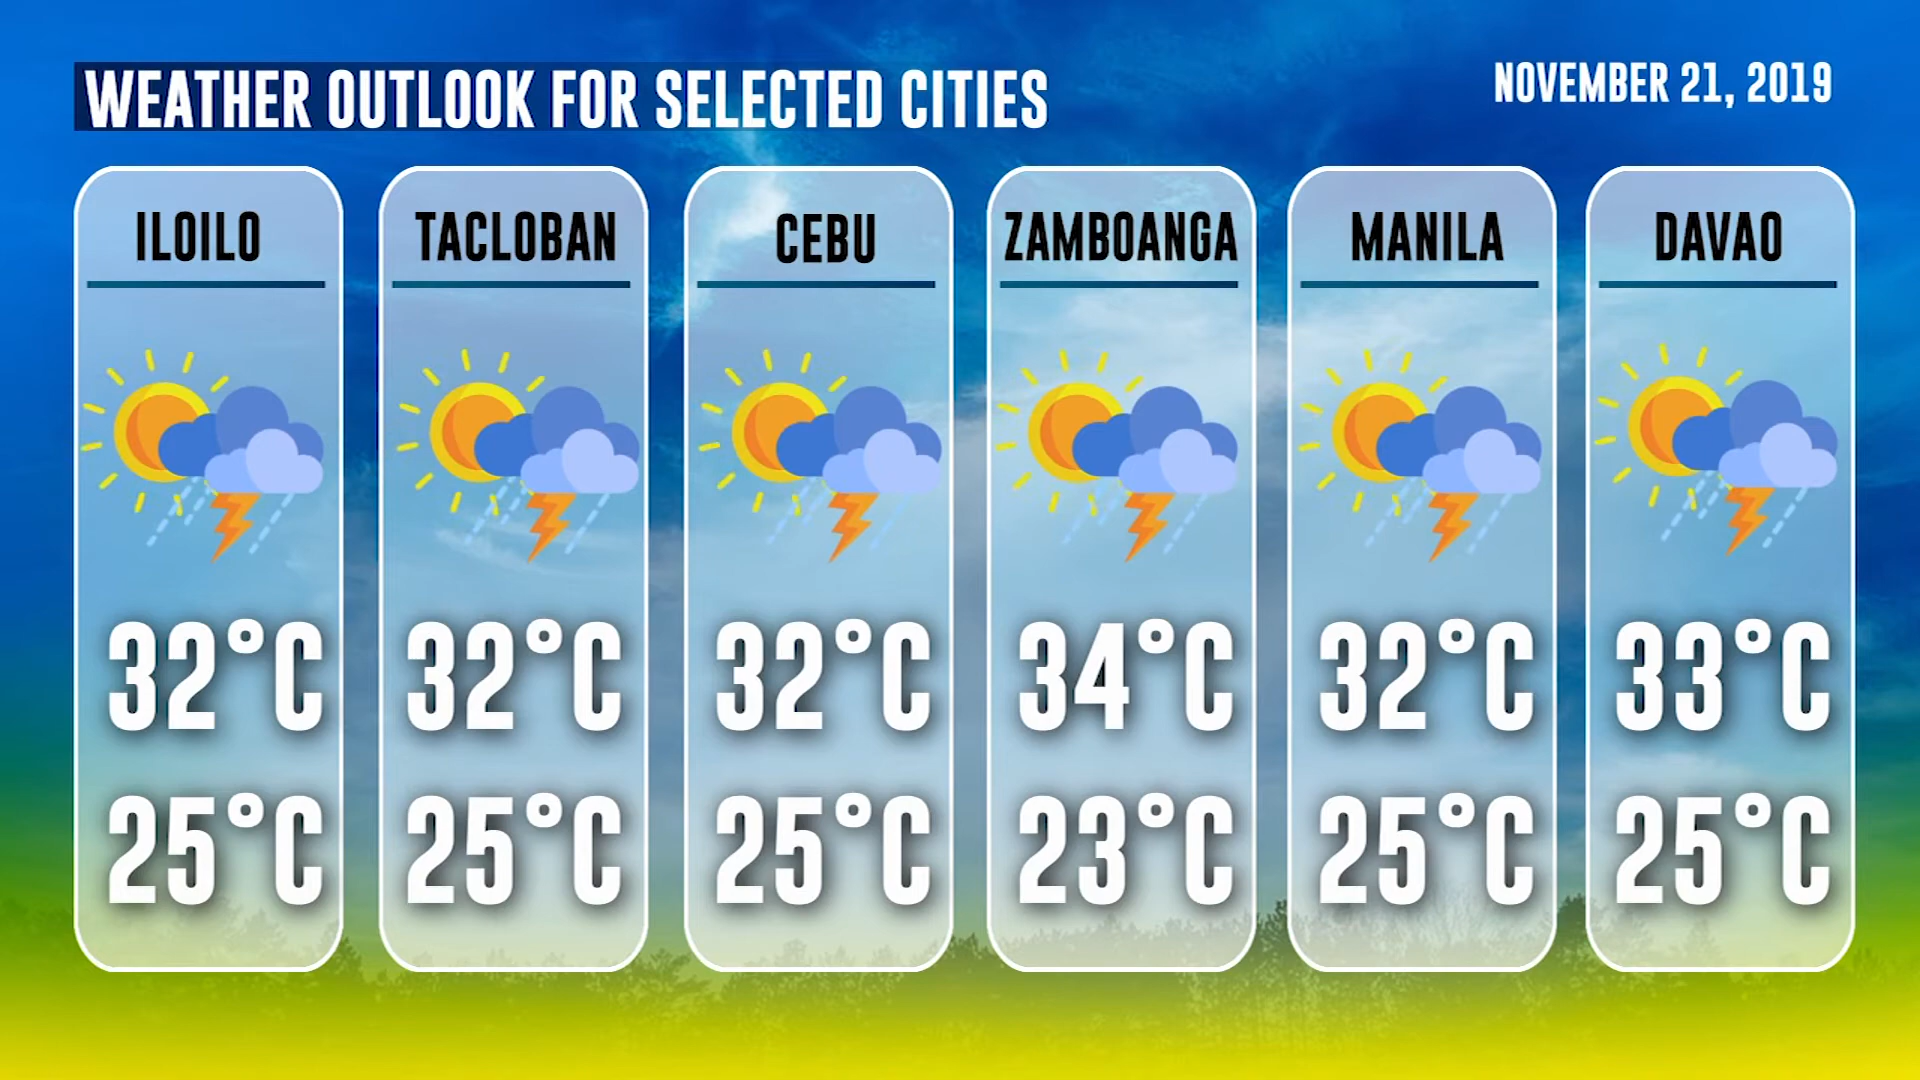 WEATHER OUTLOOK FOR SELECTED CITIES
NOVEMBER 21, 2019
ILOILO
32°C
25°C
TACLOBAN
32°C
25°C
CEBU
32°C
25°C
ZAMBOANGA
34°C
23°C
MANILA
32°C
25°C
DAVAO
33°C
25°C